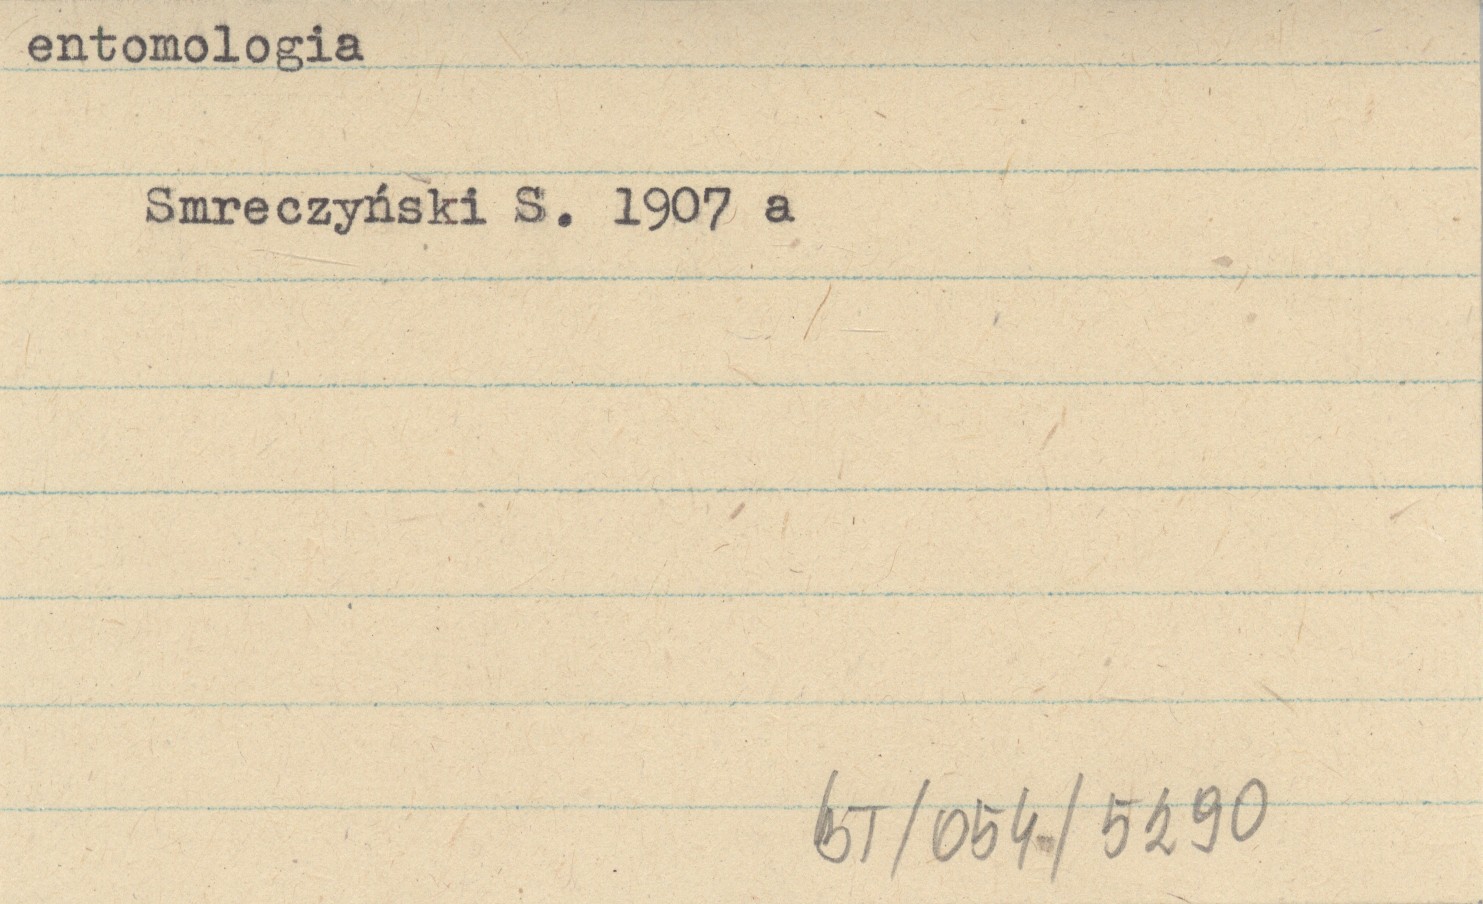 entomologia
Smreczyński S. 1907 a
BT/054/5290